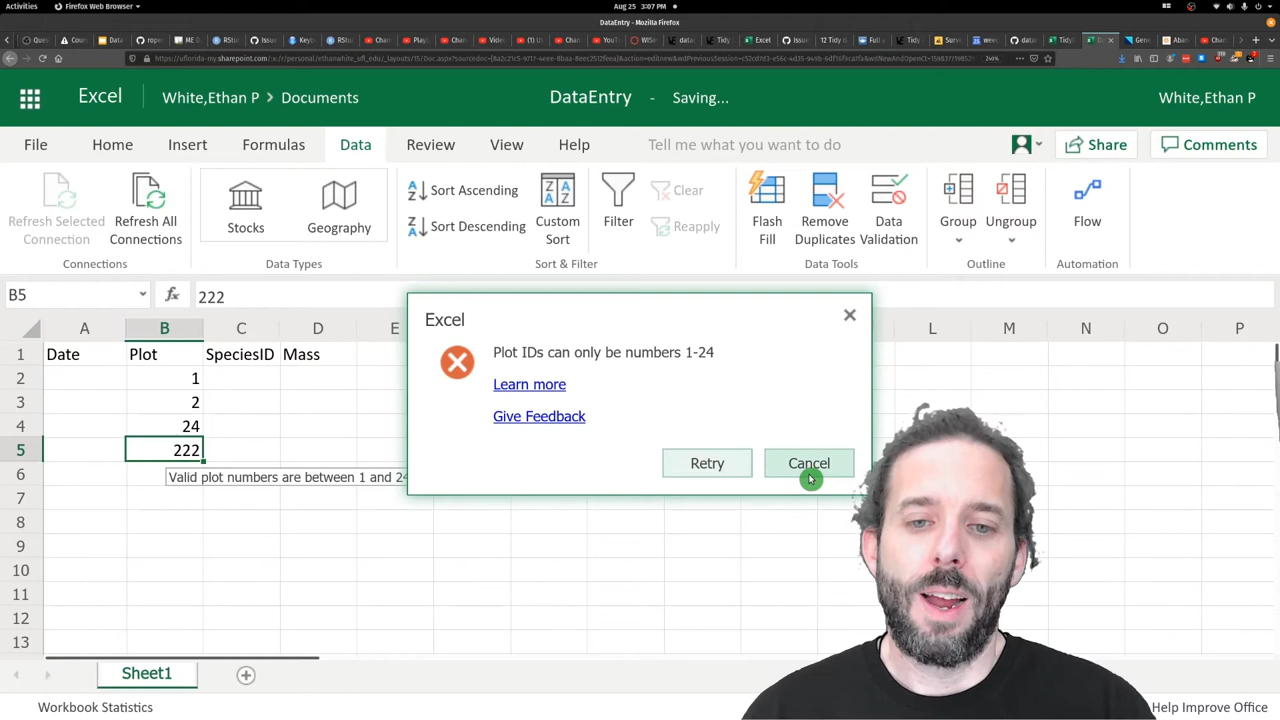 Activities
Firefox Web Browser
Aug 25 3:07 PM
DataEntry - Mozilla Firefox
Excel
White,Ethan P > Documents
DataEntry - Saving...
White,Ethan P
File
Home
Insert
Formulas
Data
Review
View
Help
Tell me what you want to do
Share
Comments
Refresh Selected
Connection
Refresh All
Connections
Connections
Stocks
Geography
Data Types
Sort Ascending
Sort Descending
Custom
Sort
Filter
Clear
Reapply
Sort & Filter
Flash
Fill
Remove
Duplicates
Data
Validation
Data Tools
Group
Ungroup
Outline
Flow
Automation
B5
fx
222
A B C D E L M N O P
1 Date Plot SpeciesID Mass
2 1
3 2
4 24
5 222
6
7
8
9
10
11
12
13
Valid plot numbers are between 1 and 24
Excel
Plot IDs can only be numbers 1-24
Learn more
Give Feedback
Retry
Cancel
Sheet1
Workbook Statistics
Help Improve Office